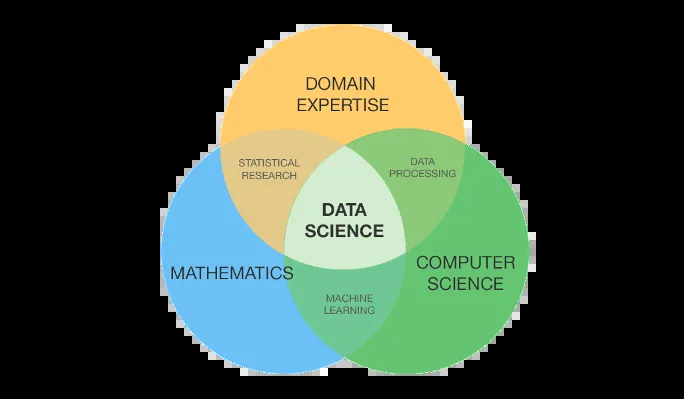 DOMAIN
EXPERTISE
STATISTICAL
RESEARCH
DATA
PROCESSING
DATA
SCIENCE
MATHEMATICS
COMPUTER
SCIENCE
MACHINE
LEARNING